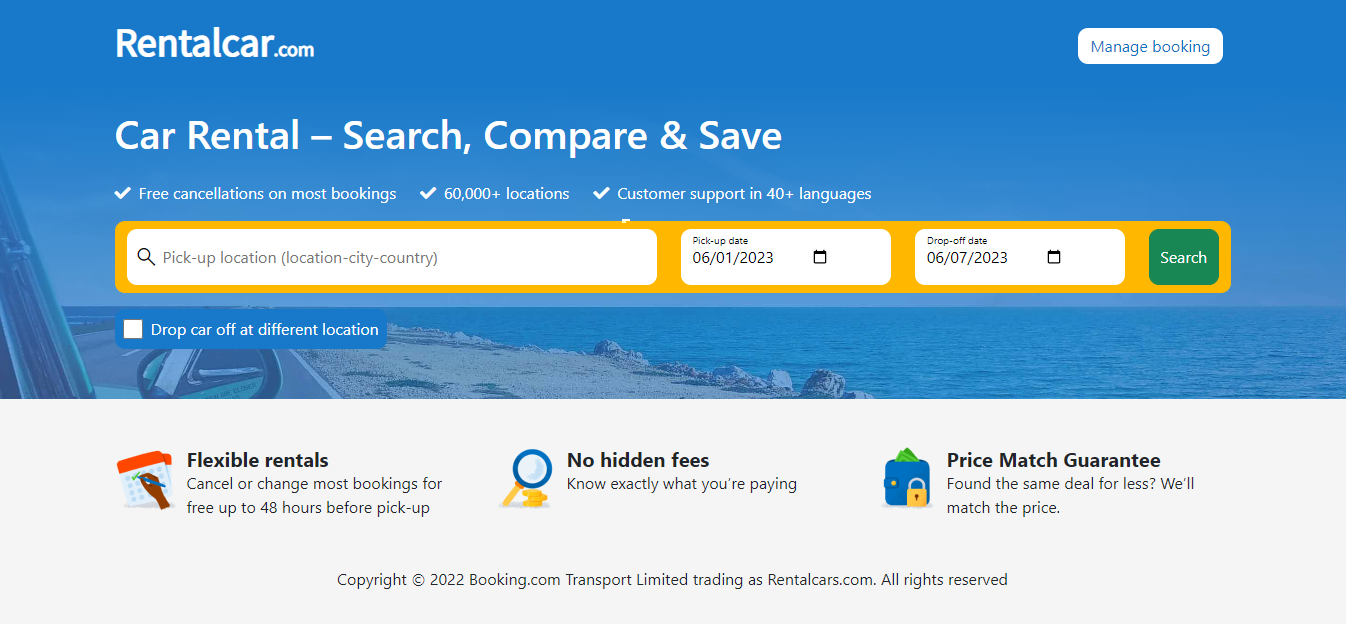 Rentalcar.com
Manage booking
Car Rental – Search, Compare & Save
Free cancellations on most bookings
60,000+ locations
Customer support in 40+ languages
Pick-up location (location-city-country)
Pick-up date
06/01/2023
Drop-off date
06/07/2023
Search
Drop car off at different location
Flexible rentals
Cancel or change most bookings for
free up to 48 hours before pick-up
No hidden fees
Know exactly what you’re paying
Price Match Guarantee
Found the same deal for less? We’ll
match the price.
Copyright © 2022 Booking.com Transport Limited trading as Rentalcars.com. All rights reserved